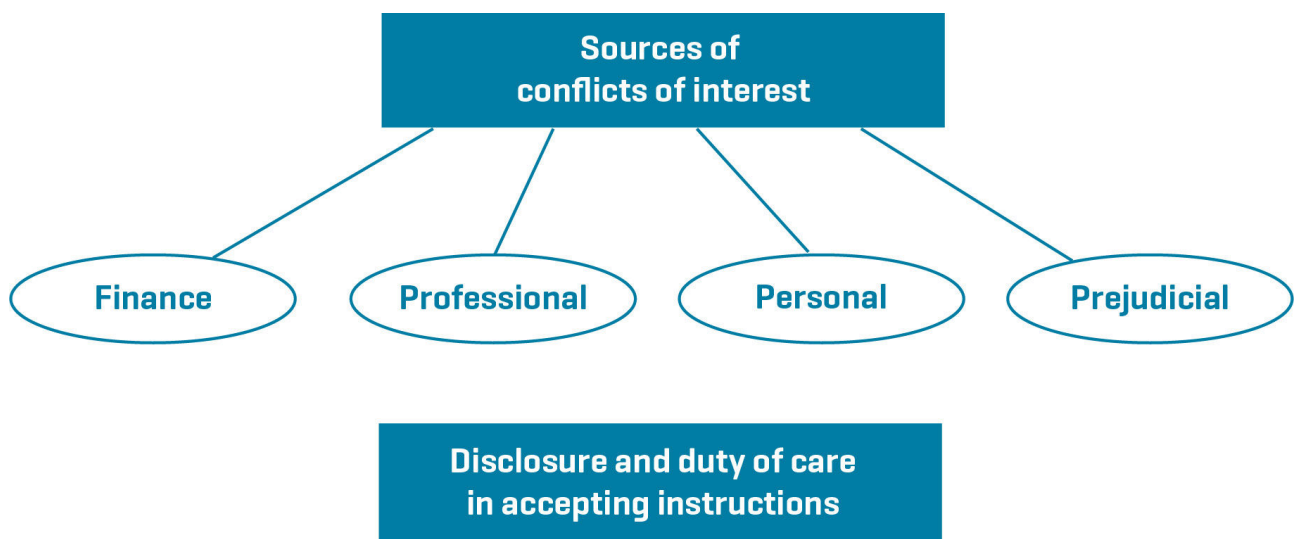 Sources of
conflicts of interest
Finance
Professional
Personal
Prejudicial
Disclosure and duty of care
in accepting instructions